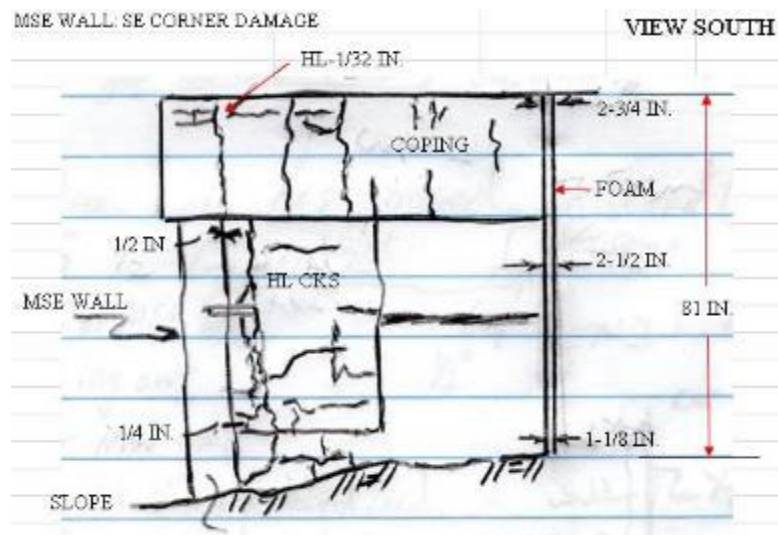 MSE WALL: SE CORNER DAMAGE
VIEW SOUTH
HL-1/32 IN.
2-3/4 IN.
COPING
FOAM
1/2 IN
2-1/2 IN.
HL CKS
MSE WALL
81 IN.
1/4 IN.
1-1/8 IN.
SLOPE